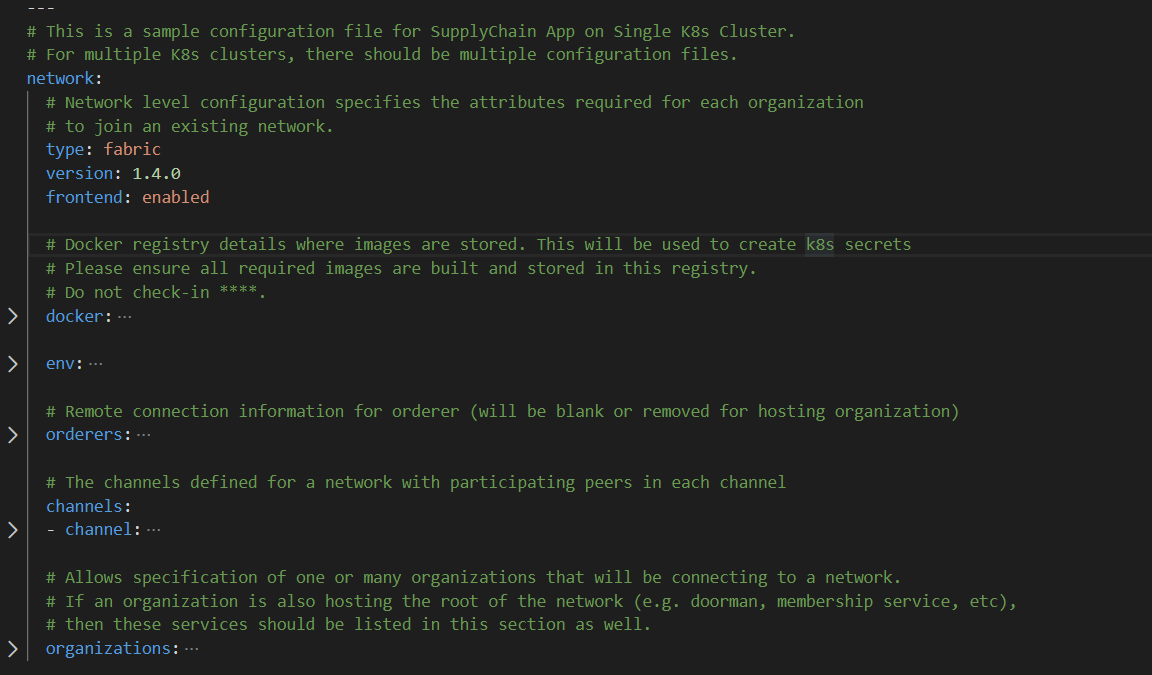 ---
# This is a sample configuration file for SupplyChain App on Single K8s Cluster.
# For multiple K8s clusters, there should be multiple configuration files.
network:
# Network level configuration specifies the attributes required for each organization
# to join an existing network.
type: fabric
version: 1.4.0
frontend: enabled
# Docker registry details where images are stored. This will be used to create k8s secrets
# Please ensure all required images are built and stored in this registry.
# Do not check-in ****.
docker: ···
env: ···
# Remote connection information for orderer (will be blank or removed for hosting organization)
orderers: ···
# The channels defined for a network with participating peers in each channel
channels:
- channel: ···
# Allows specification of one or many organizations that will be connecting to a network.
# If an organization is also hosting the root of the network (e.g. doorman, membership service, etc),
# then these services should be listed in this section as well.
organizations: ···